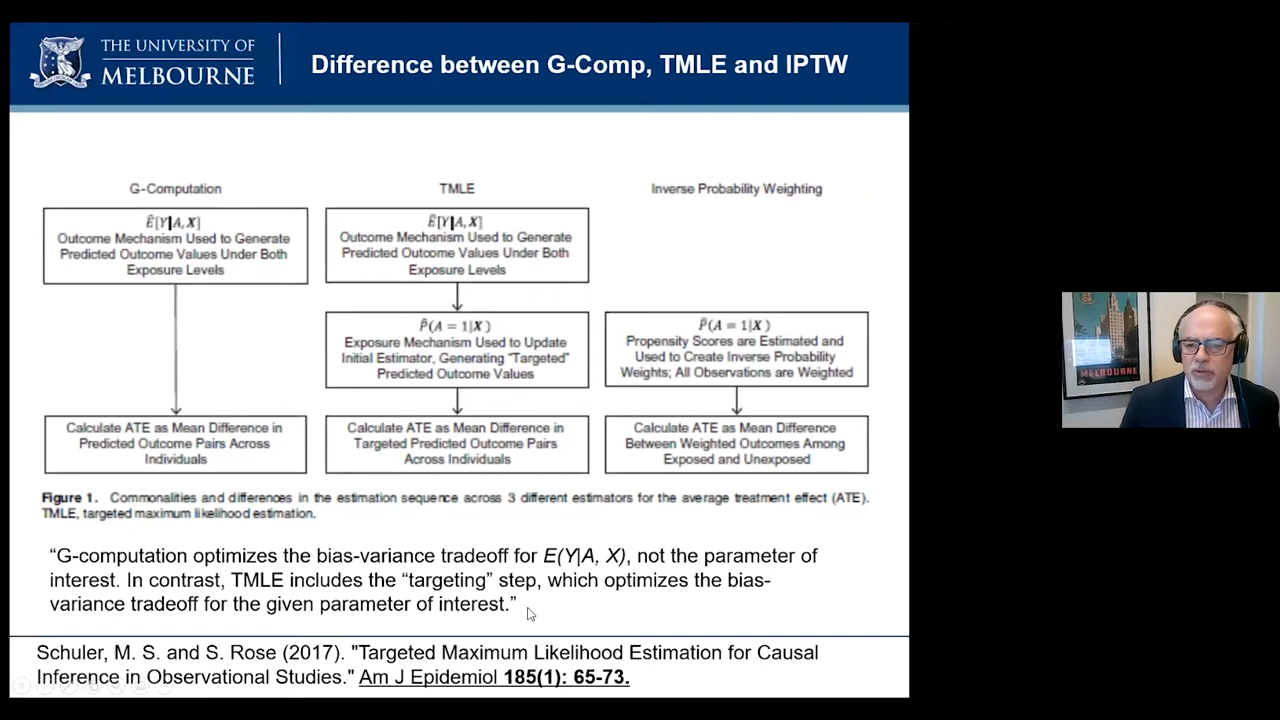 THE UNIVERSITY OF
MELBOURNE
Difference between G-Comp, TMLE and IPTW
G-Computation
TMLE
Inverse Probability Weighting
Ê[Y|A, X]
Outcome Mechanism Used to Generate
Predicted Outcome Values Under Both
Exposure Levels
Ê[Y|A, X]
Outcome Mechanism Used to Generate
Predicted Outcome Values Under Both
Exposure Levels
P̂(A = 1|X)
Exposure Mechanism Used to Update
Initial Estimator, Generating “Targeted”
Predicted Outcome Values
P̂(A = 1|X)
Propensity Scores are Estimated and
Used to Create Inverse Probability
Weights; All Observations are Weighted
Calculate ATE as Mean Difference in
Predicted Outcome Pairs Across
Individuals
Calculate ATE as Mean Difference in
Targeted Predicted Outcome Pairs
Across Individuals
Calculate ATE as Mean Difference
Between Weighted Outcomes Among
Exposed and Unexposed
Figure 1. Commonalities and differences in the estimation sequence across 3 different estimators for the average treatment effect (ATE).
TMLE, targeted maximum likelihood estimation.
“G-computation optimizes the bias-variance tradeoff for E(Y|A, X), not the parameter of
interest. In contrast, TMLE includes the “targeting” step, which optimizes the bias-
variance tradeoff for the given parameter of interest.”
Schuler, M. S. and S. Rose (2017). "Targeted Maximum Likelihood Estimation for Causal
Inference in Observational Studies." Am J Epidemiol 185(1): 65-73.
MELBOURNE